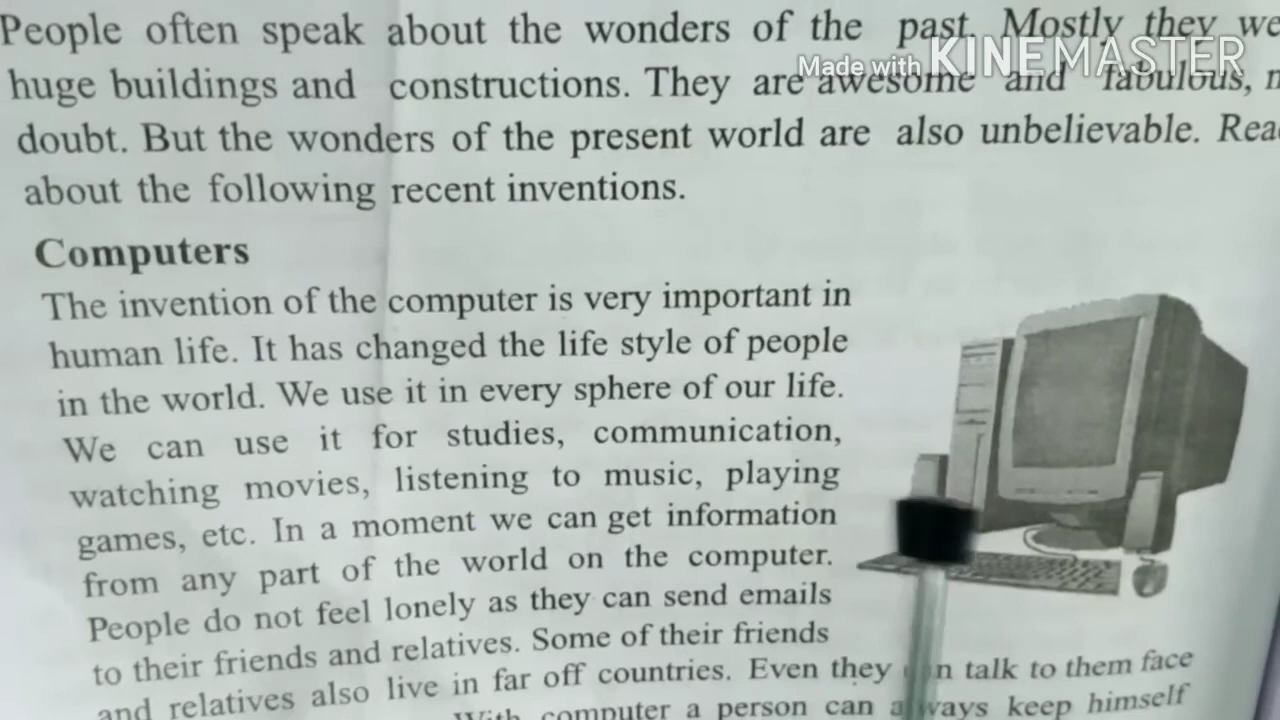 People often speak about the wonders of the past. Mostly they we
Made with KINEMASTER
huge buildings and constructions. They are awesome and fabulous, n
doubt. But the wonders of the present world are also unbelievable. Rea
about the following recent inventions.
Computers
The invention of the computer is very important in
human life. It has changed the life style of people
in the world. We use it in every sphere of our life.
We can use it for studies, communication,
watching movies, listening to music, playing
games, etc. In a moment we can get information
from any part of the world on the computer.
People do not feel lonely as they can send emails
to their friends and relatives. Some of their friends
and relatives also live in far off countries. Even they can talk to them face
With computer a person can always keep himself